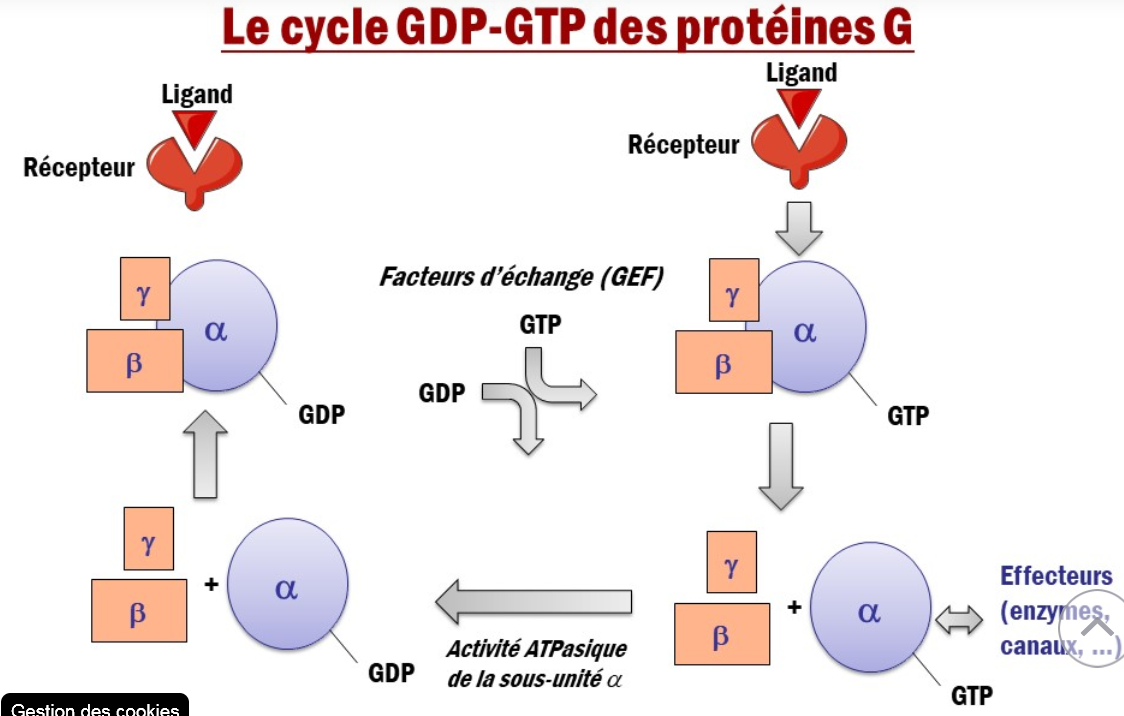 Le cycle GDP-GTP des protéines G
Ligand
Récepteur
Ligand
Récepteur
γ
α
β
GDP
Facteurs d'échange (GEF)
GTP
GDP
γ
α
β
GTP
γ
+
α
β
GDP
Activité ATPasique
de la sous-unité α
γ
+
α
β
GTP
Effecteurs
(enzymes,
canaux, ...)
Gestion des cookies